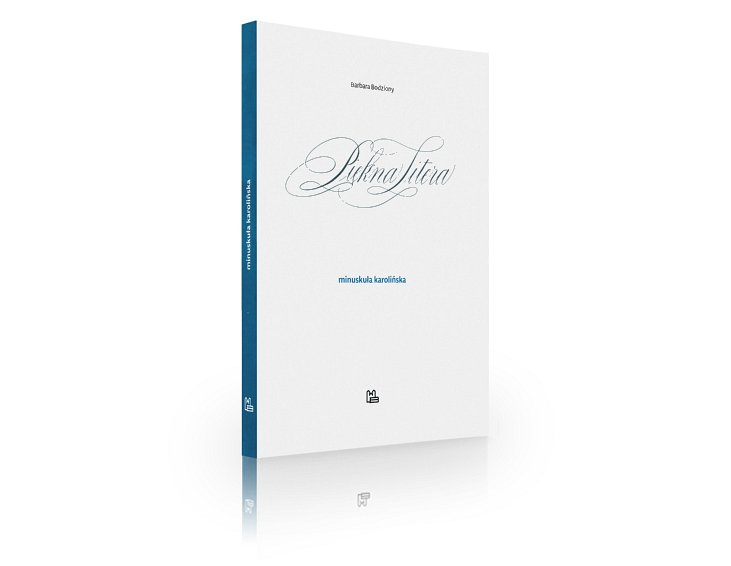 Barbara Bodziony
Piękna Litera
minuskuła karolińska
minuskuła karolińska